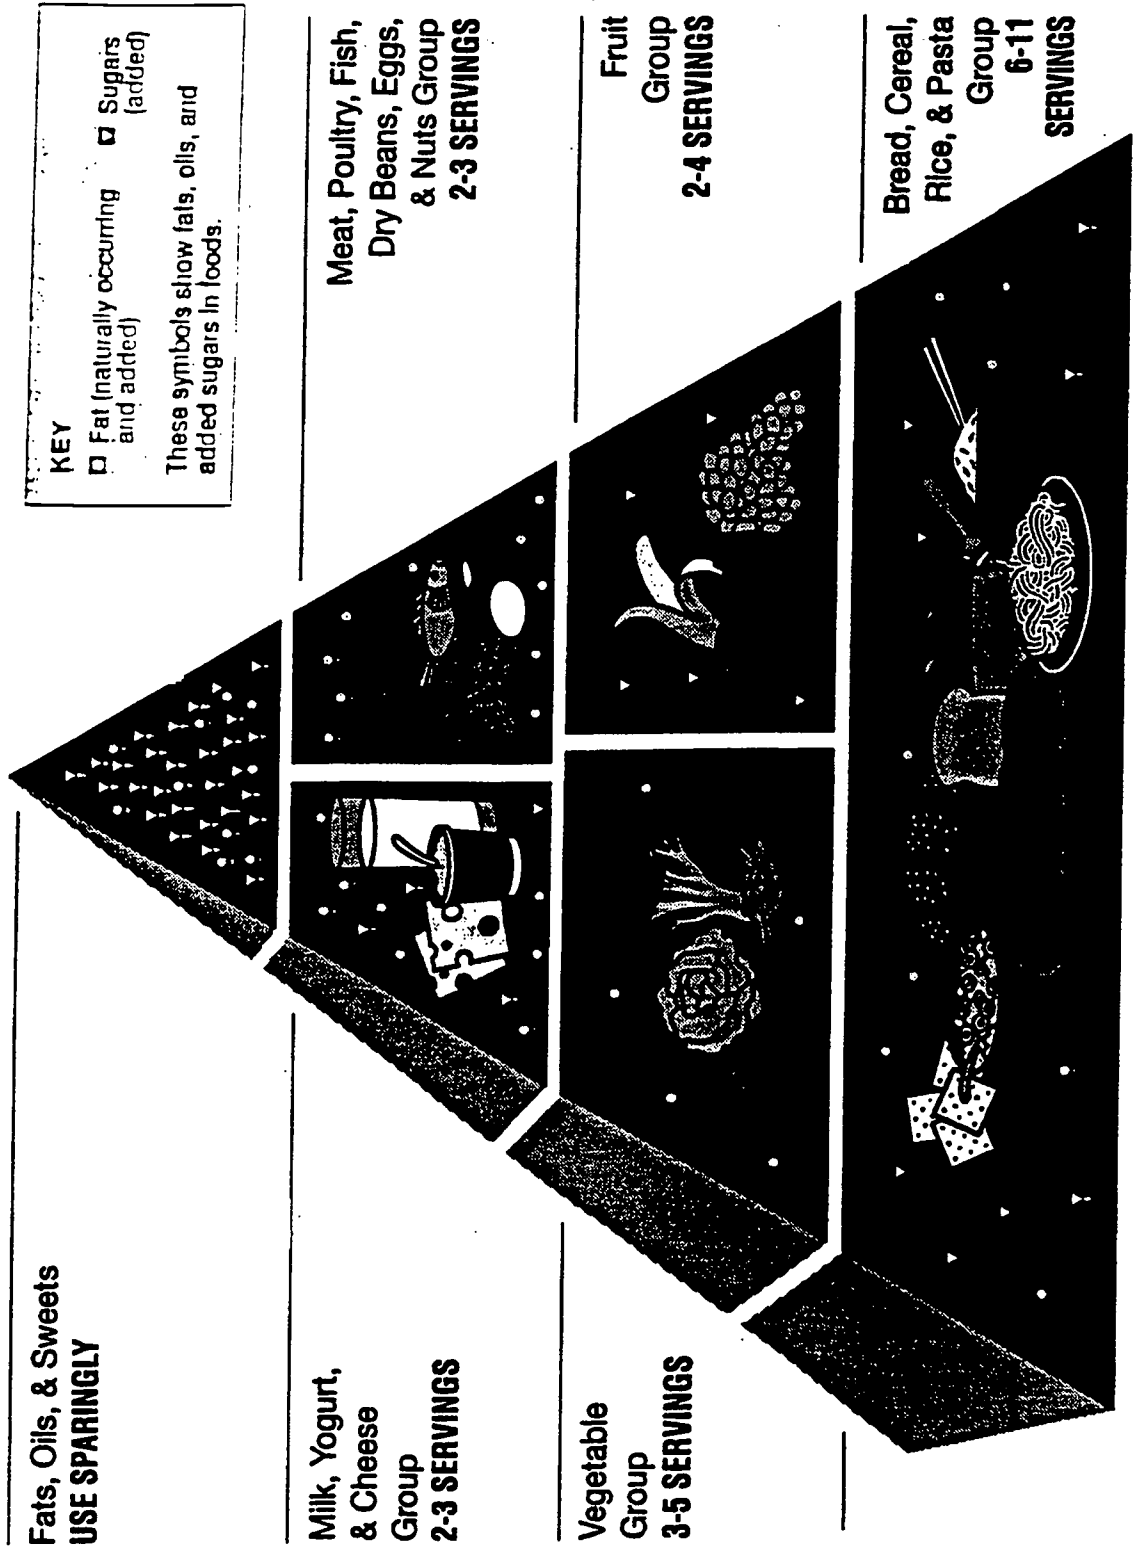 KEY
Fat (naturally occurring
and added)
Sugars
(added)
These symbols show fats, oils, and
added sugars in foods.
Fats, Oils, & Sweets
USE SPARINGLY
Milk, Yogurt,
& Cheese
Group
2-3 SERVINGS
Meat, Poultry, Fish,
Dry Beans, Eggs,
& Nuts Group
2-3 SERVINGS
Vegetable
Group
3-5 SERVINGS
Fruit
Group
2-4 SERVINGS
Bread, Cereal,
Rice, & Pasta
Group
6-11
SERVINGS